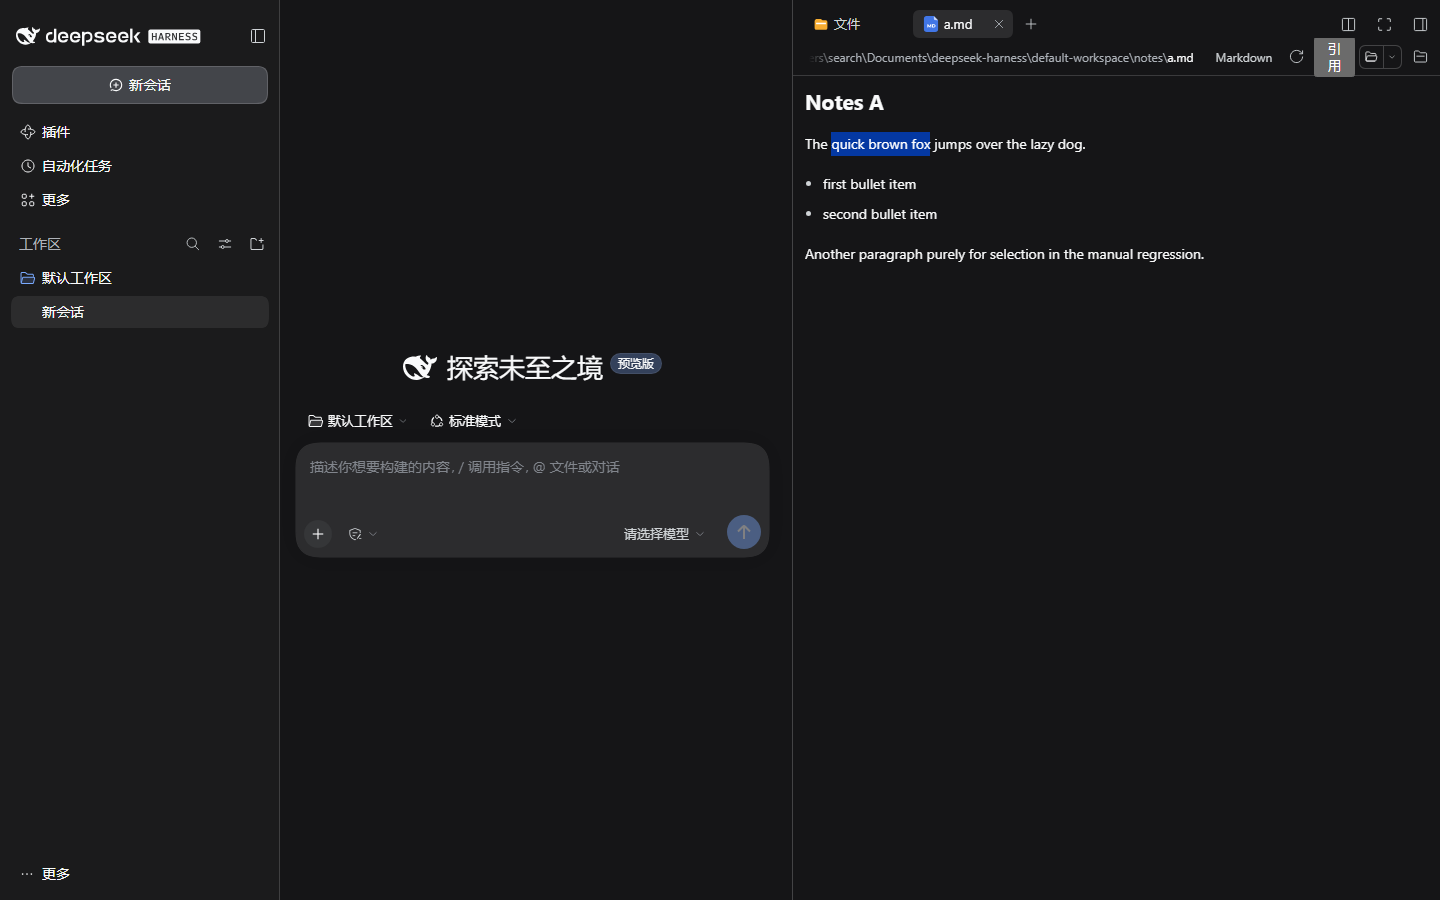 deepseek HARNESS
新会话
插件
自动化任务
更多
工作区
默认工作区
新会话
更多
探索未至之境 预览版
默认工作区 标准模式
描述你想要构建的内容, / 调用指令, @ 文件或对话
请选择模型
文件 a.md
rs\search\Documents\deepseek-harness\default-workspace\notes\a.md Markdown
引
用
Notes A
The quick brown fox jumps over the lazy dog.
first bullet item
second bullet item
Another paragraph purely for selection in the manual regression.